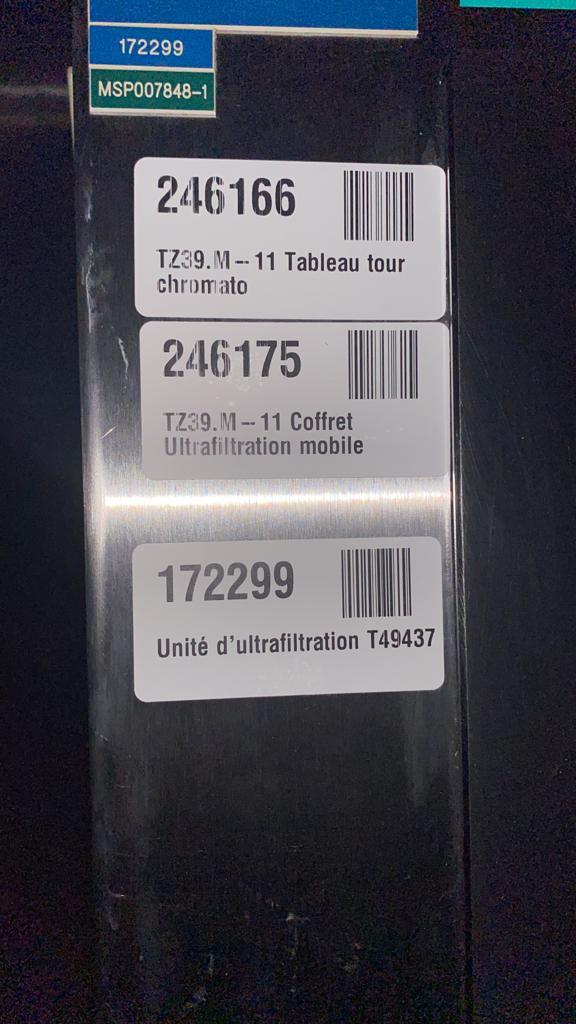 172299
MSP007848-1
246166
TZ39.M -- 11 Tableau tour
chromato
246175
TZ39.M -- 11 Coffret
Ultrafiltration mobile
172299
Unité d'ultrafiltration T49437